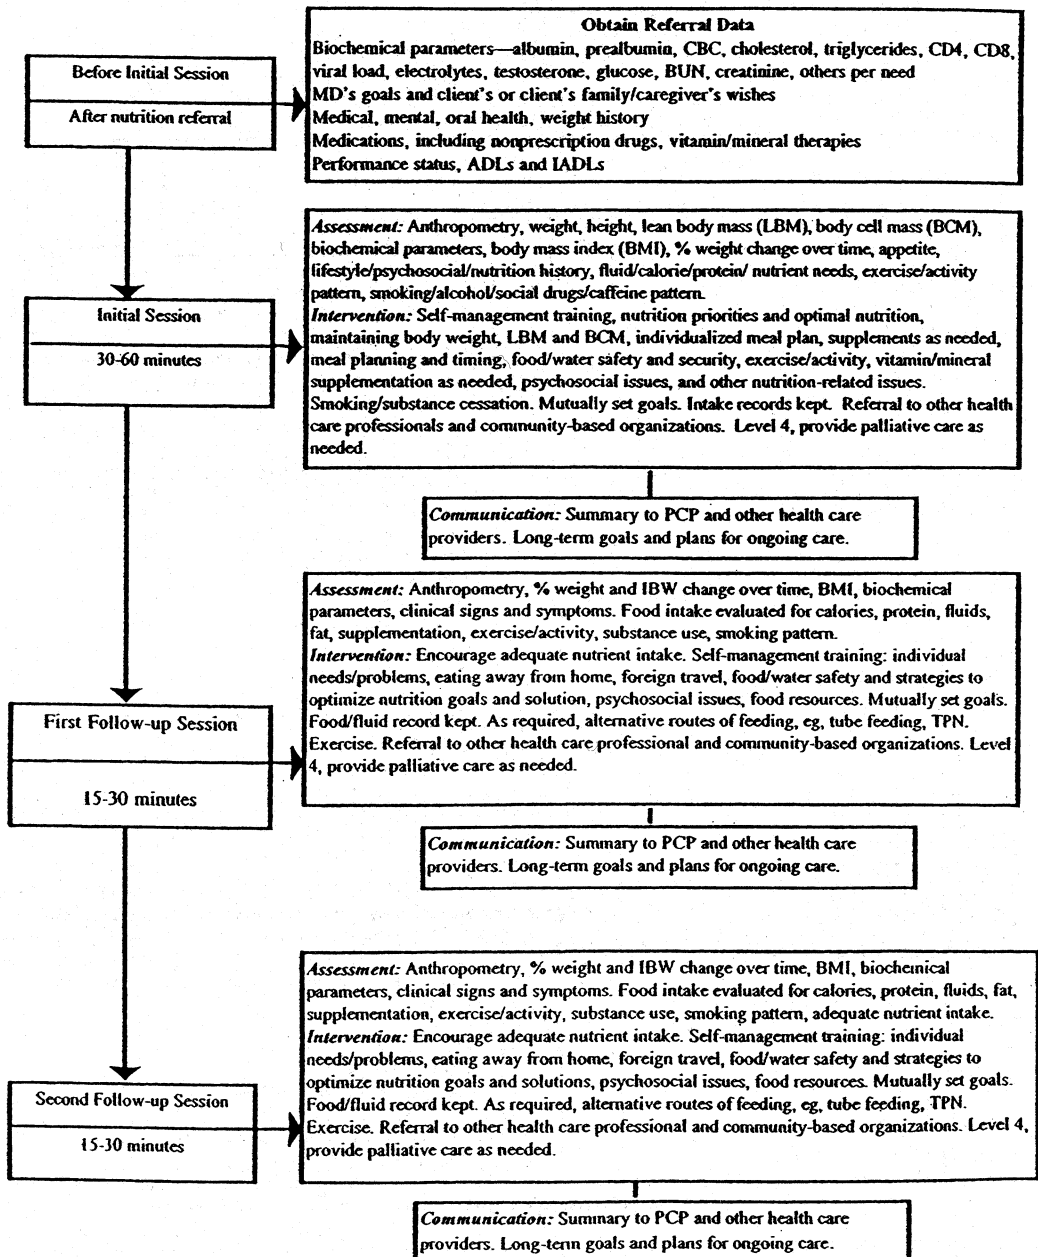 Before Initial Session
After nutrition referral
Obtain Referral Data
Biochemical parameters—albumin, prealbumin, CBC, cholesterol, triglycerides, CD4, CD8,
viral load, electrolytes, testosterone, glucose, BUN, creatinine, others per need
MD's goals and client's or client's family/caregiver's wishes
Medical, mental, oral health, weight history
Medications, including nonprescription drugs, vitamin/mineral therapies
Performance status, ADLs and IADLs
Initial Session
30-60 minutes
Assessment: Anthropometry, weight, height, lean body mass (LBM), body cell mass (BCM),
biochemical parameters, body mass index (BMI), % weight change over time, appetite,
lifestyle/psychosocial/nutrition history, fluid/calorie/protein/ nutrient needs, exercise/activity
pattern, smoking/alcohol/social drugs/caffeine pattern.
Intervention: Self-management training, nutrition priorities and optimal nutrition,
maintaining body weight, LBM and BCM, individualized meal plan, supplements as needed,
meal planning and timing, food/water safety and security, exercise/activity, vitamin/mineral
supplementation as needed, psychosocial issues, and other nutrition-related issues.
Smoking/substance cessation. Mutually set goals. Intake records kept. Referral to other health
care professionals and community-based organizations. Level 4, provide palliative care as
needed.
Communication: Summary to PCP and other health care
providers. Long-term goals and plans for ongoing care.
First Follow-up Session
15-30 minutes
Assessment: Anthropometry, % weight and IBW change over time, BMI, biochemical
parameters, clinical signs and symptoms. Food intake evaluated for calories, protein, fluids,
fat, supplementation, exercise/activity, substance use, smoking pattern.
Intervention: Encourage adequate nutrient intake. Self-management training: individual
needs/problems, eating away from home, foreign travel, food/water safety and strategies to
optimize nutrition goals and solution, psychosocial issues, food resources. Mutually set goals.
Food/fluid record kept. As required, alternative routes of feeding, eg, tube feeding, TPN.
Exercise. Referral to other health care professional and community-based organizations. Level
4, provide palliative care as needed.
Communication: Summary to PCP and other health care
providers. Long-term goals and plans for ongoing care.
Second Follow-up Session
15-30 minutes
Assessment: Anthropometry, % weight and IBW change over time, BMI, biochemical
parameters, clinical signs and symptoms. Food intake evaluated for calories, protein, fluids, fat,
supplementation, exercise/activity, substance use, smoking pattern, adequate nutrient intake.
Intervention: Encourage adequate nutrient intake. Self-management training: individual
needs/problems, eating away from home, foreign travel, food/water safety and strategies to
optimize nutrition goals and solutions, psychosocial issues, food resources. Mutually set goals.
Food/fluid record kept. As required, alternative routes of feeding, eg, tube feeding, TPN.
Exercise. Referral to other health care professional and community-based organizations. Level 4,
provide palliative care as needed.
Communication: Summary to PCP and other health care
providers. Long-term goals and plans for ongoing care.